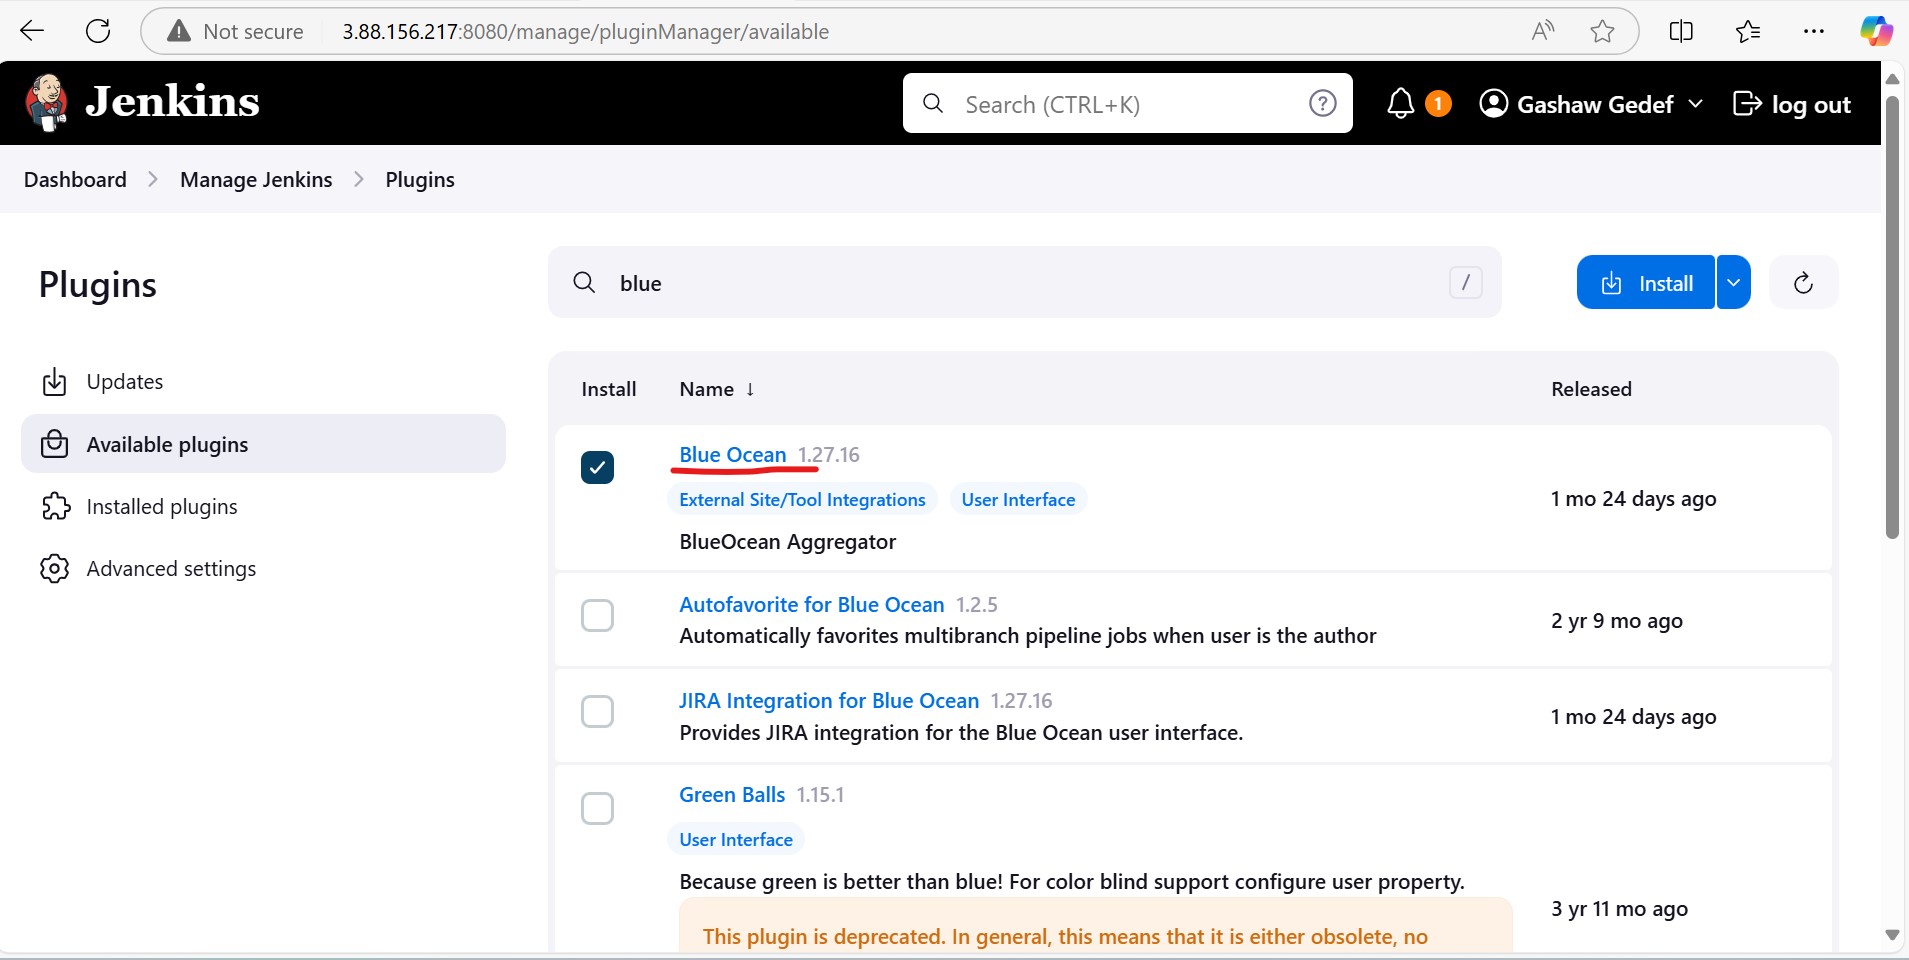 Not secure 3.88.156.217:8080/manage/pluginManager/available
Jenkins
Search (CTRL+K)
1
Gashaw Gedef
log out
Dashboard
Manage Jenkins
Plugins
Plugins
blue
/
Install
Updates
Available plugins
Installed plugins
Advanced settings
Install Name ↓ Released
Blue Ocean 1.27.16
External Site/Tool Integrations User Interface
1 mo 24 days ago
BlueOcean Aggregator
Autofavorite for Blue Ocean 1.2.5
2 yr 9 mo ago
Automatically favorites multibranch pipeline jobs when user is the author
JIRA Integration for Blue Ocean 1.27.16
1 mo 24 days ago
Provides JIRA integration for the Blue Ocean user interface.
Green Balls 1.15.1
User Interface
Because green is better than blue! For color blind support configure user property.
3 yr 11 mo ago
This plugin is deprecated. In general, this means that it is either obsolete, no